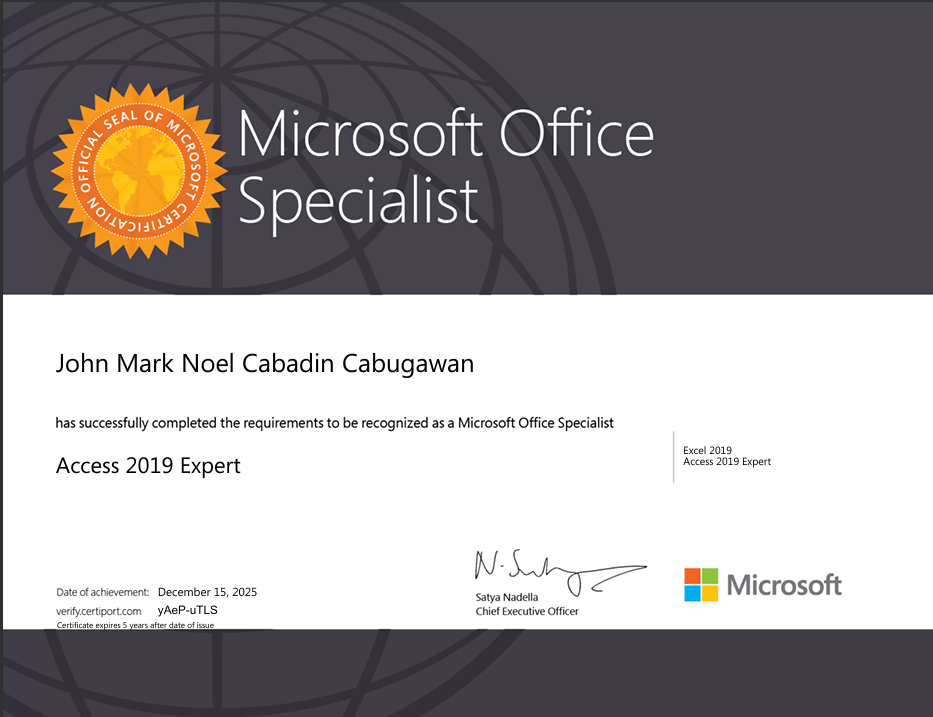 OFFICIAL SEAL OF MICROSOFT CERTIFICATION
Microsoft Office
Specialist
John Mark Noel Cabadin Cabugawan
has successfully completed the requirements to be recognized as a Microsoft Office Specialist
Access 2019 Expert
Excel 2019
Access 2019 Expert
N. Satya
Satya Nadella
Chief Executive Officer
Microsoft
Date of achievement: December 15, 2025
verify.certiport.com yAeP-uTLS
Certificate expires 5 years after date of issue